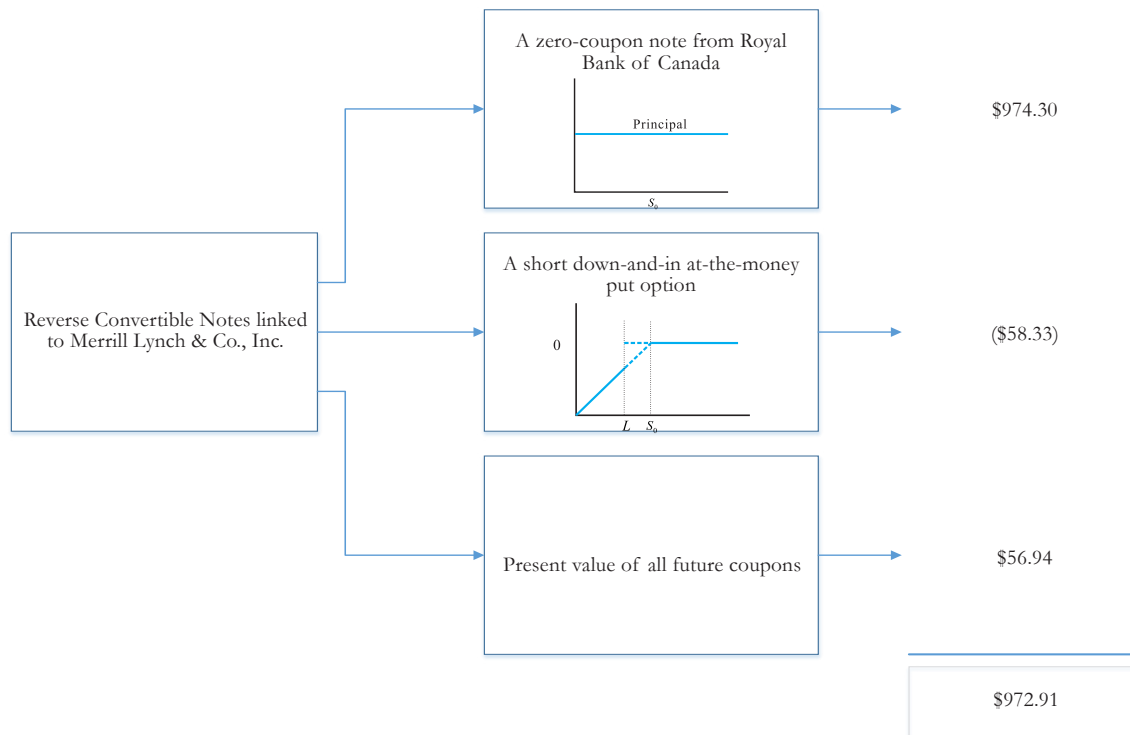 A zero-coupon note from Royal
Bank of Canada
Principal
S₀
$974.30
Reverse Convertible Notes linked
to Merrill Lynch & Co., Inc.
A short down-and-in at-the-money
put option
0
L S₀
($58.33)
Present value of all future coupons
$56.94
$972.91